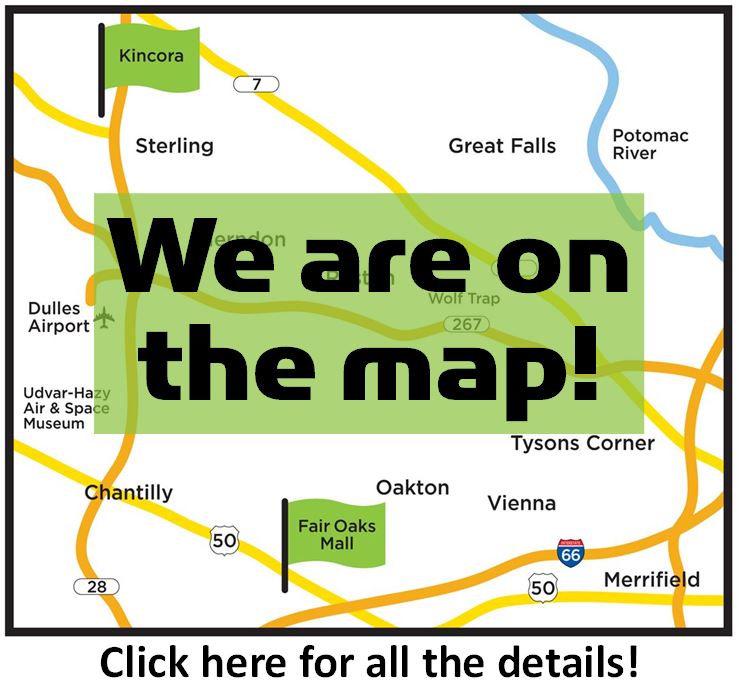 Kincora
7
Sterling
Great Falls
Potomac
River
We are on
the map!
Wolf Trap
267
Dulles
Airport
Udvar-Hazy
Air & Space
Museum
Tysons Corner
Chantilly
Oakton
Vienna
50
Fair Oaks
Mall
INTERSTATE
66
28
50
Merrifield
Click here for all the details!